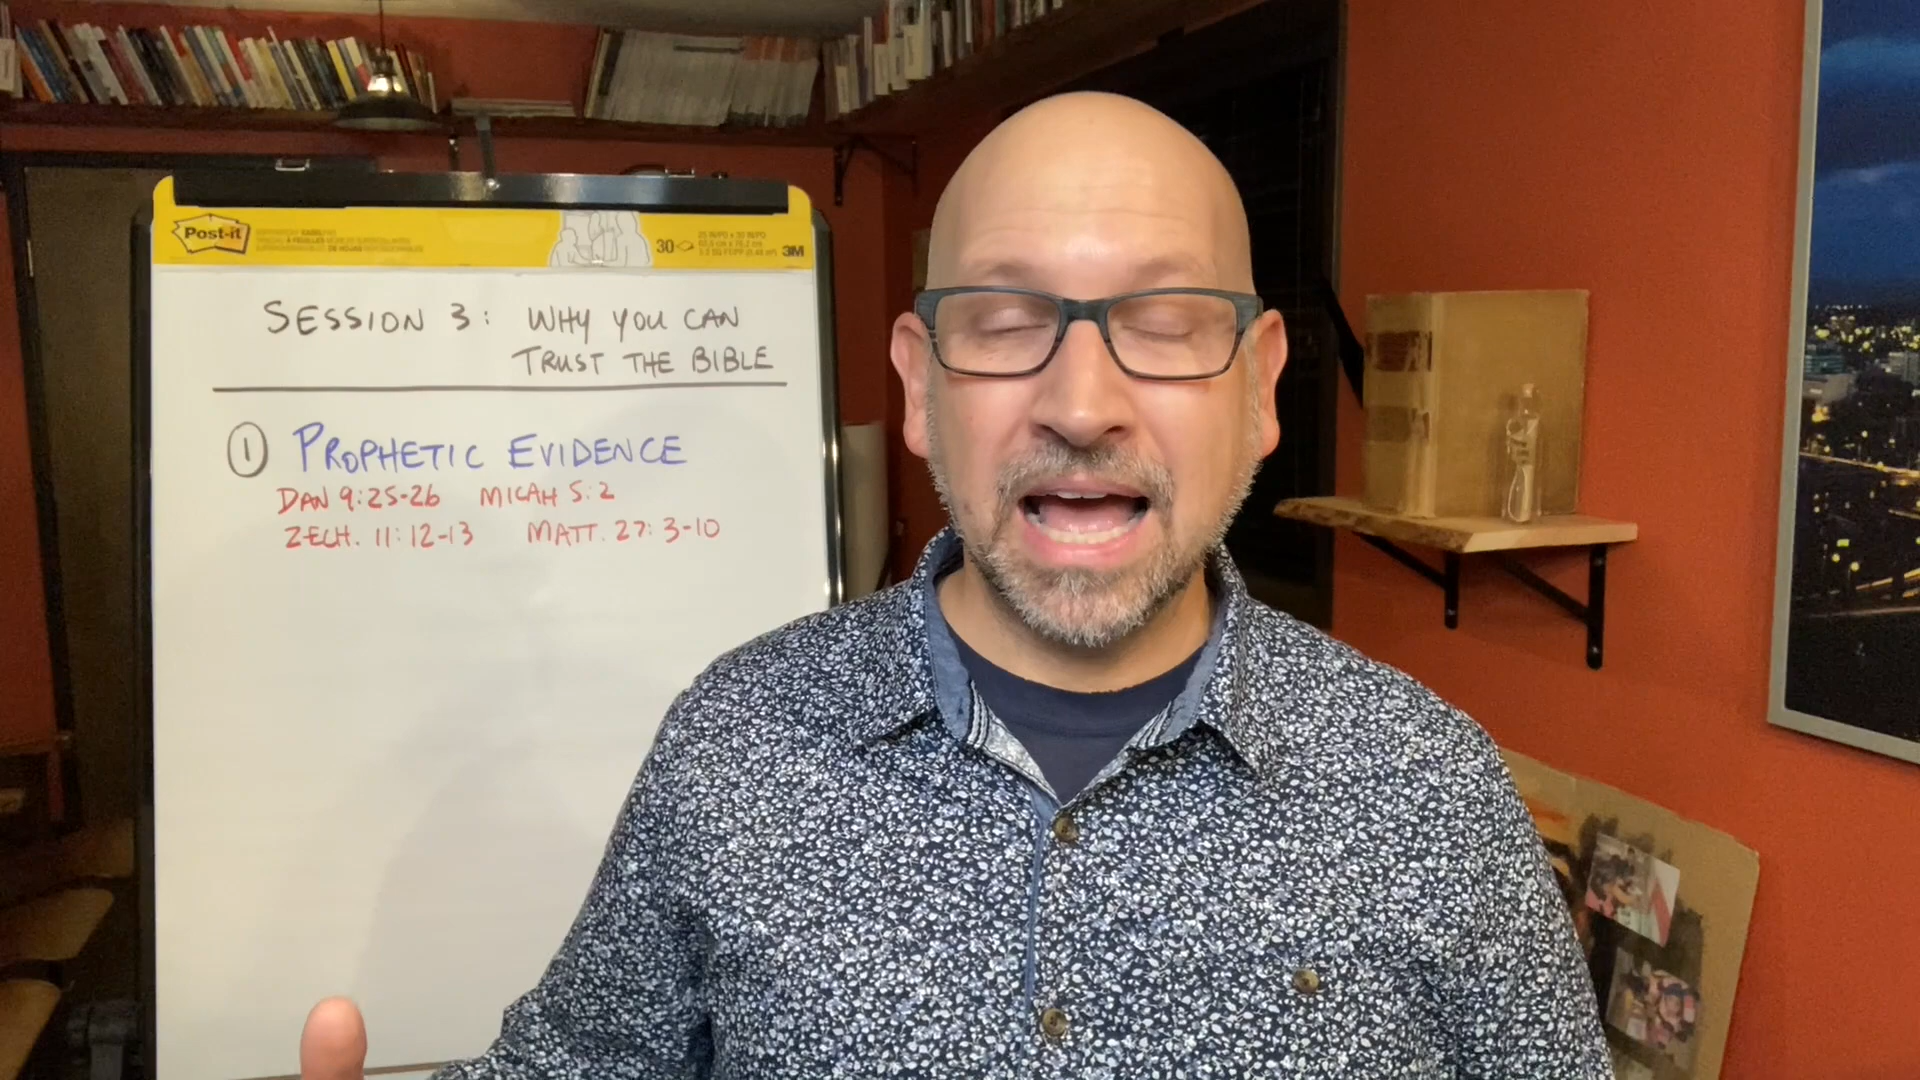 Post-it
30
3M
SESSION 3: WHY YOU CAN
TRUST THE BIBLE
1 PROPHETIC EVIDENCE
DAN 9:25-26 MICAH 5:2
ZECH. 11:12-13 MATT. 27:3-10